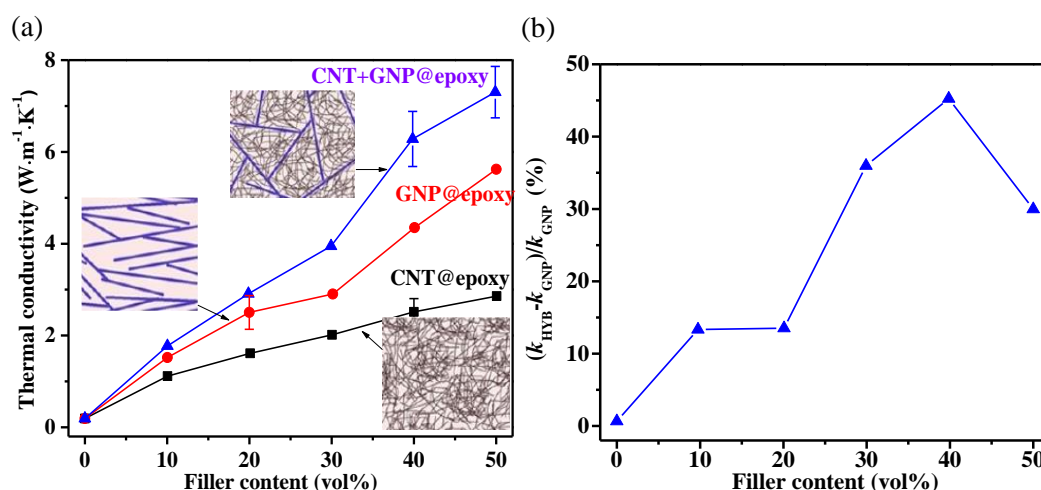 (a)
Thermal conductivity (W·m⁻¹·K⁻¹)
8
6
4
2
0
CNT+GNP@epoxy
GNP@epoxy
CNT@epoxy
0 10 20 30 40 50
Filler content (vol%)
(b)
(k_HYB-k_GNP)/k_GNP (%)
50
40
30
20
10
0
0 10 20 30 40 50
Filler content (vol%)